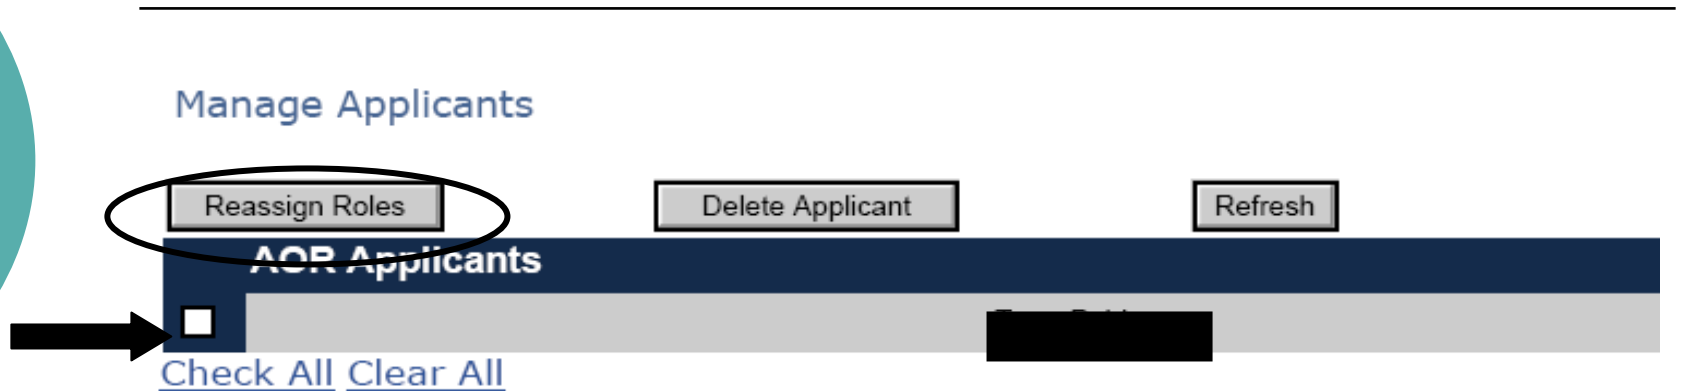 Manage Applicants
Reassign Roles Delete Applicant Refresh
AOR Applicants
Check All Clear All